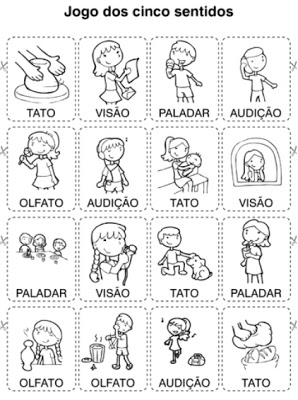 Jogo dos cinco sentidos
TATO VISÃO PALADAR AUDIÇÃO
OLFATO AUDIÇÃO TATO VISÃO
PALADAR VISÃO TATO PALADAR
OLFATO OLFATO AUDIÇÃO TATO